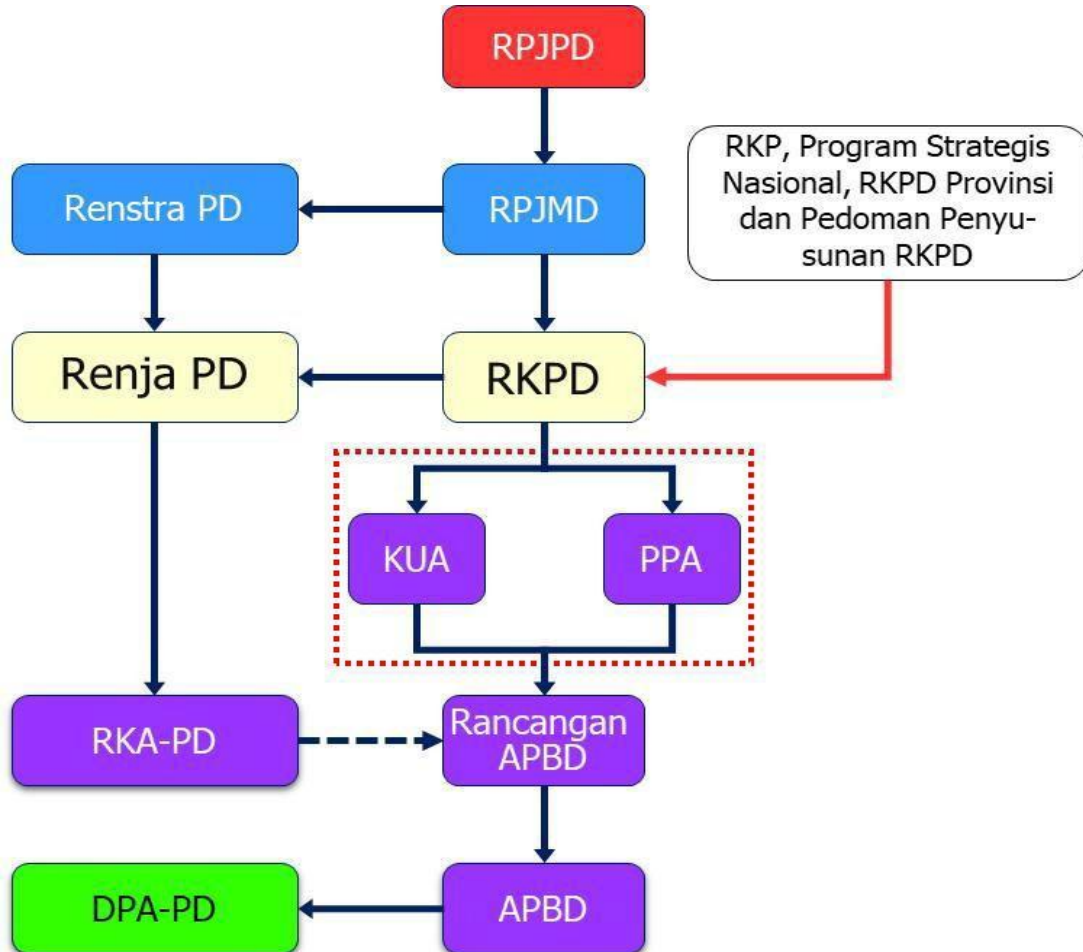 RPJPD
RKP, Program Strategis
Nasional, RKPD Provinsi
dan Pedoman Penyu-
sunan RKPD
Renstra PD
RPJMD
Renja PD
RKPD
KUA
PPA
RKA-PD
Rancangan
APBD
DPA-PD
APBD